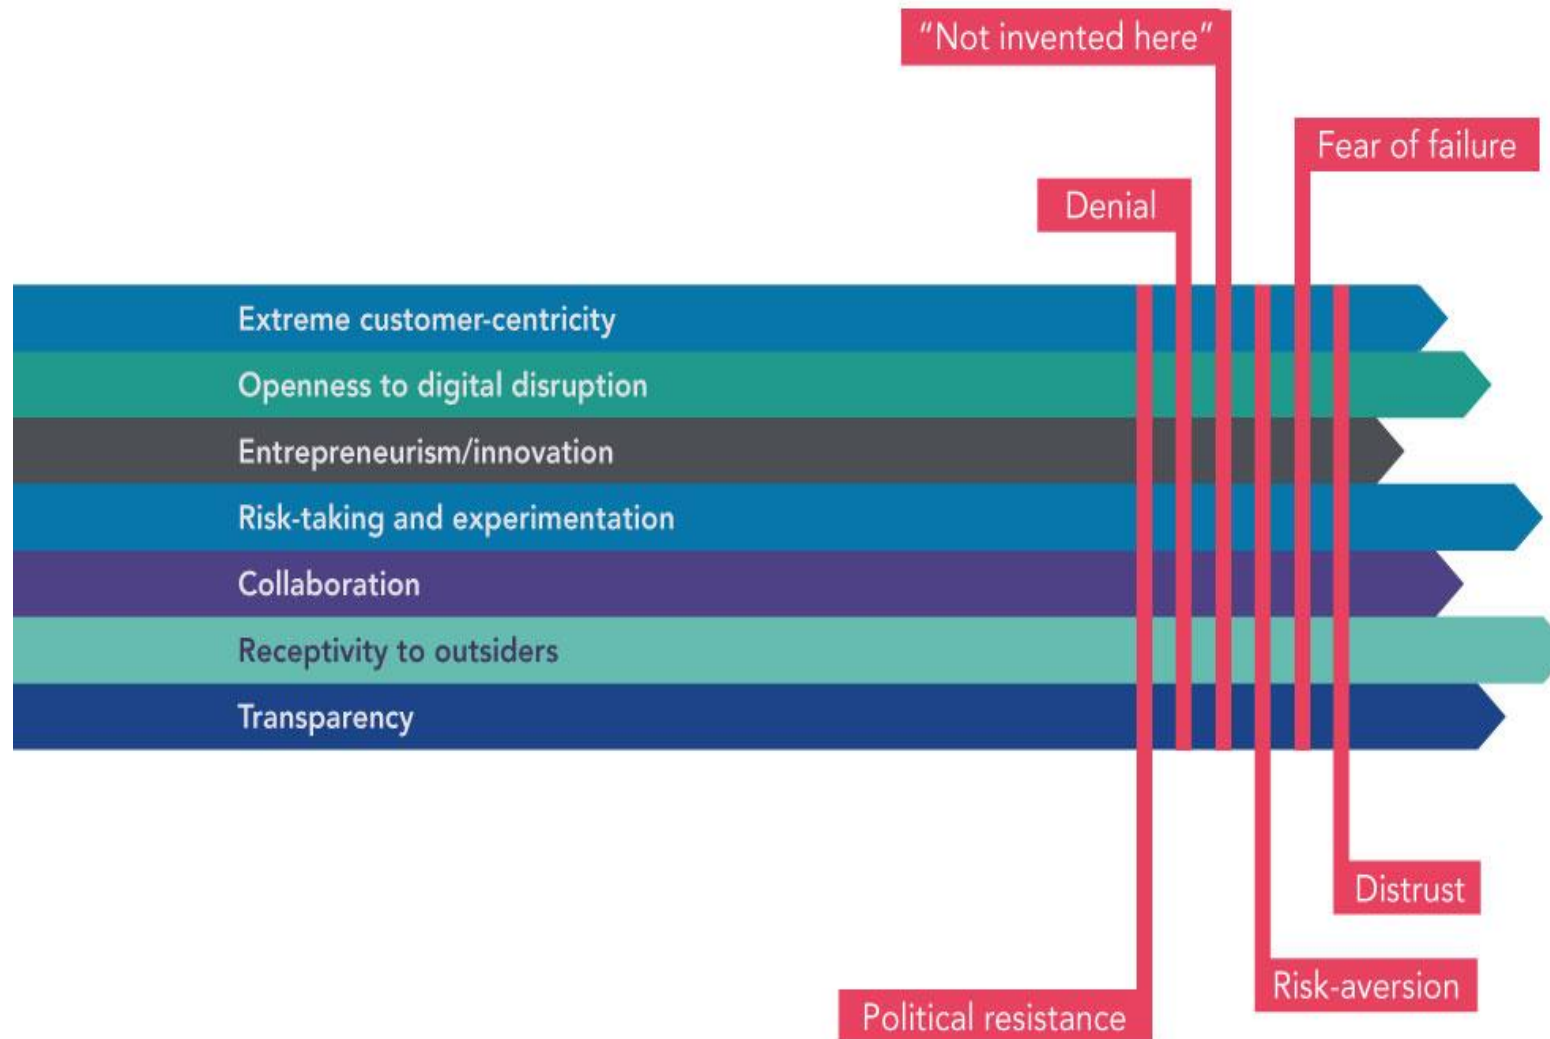 “Not invented here”
Fear of failure
Denial
Extreme customer-centricity
Openness to digital disruption
Entrepreneurism/innovation
Risk-taking and experimentation
Collaboration
Receptivity to outsiders
Transparency
Distrust
Risk-aversion
Political resistance